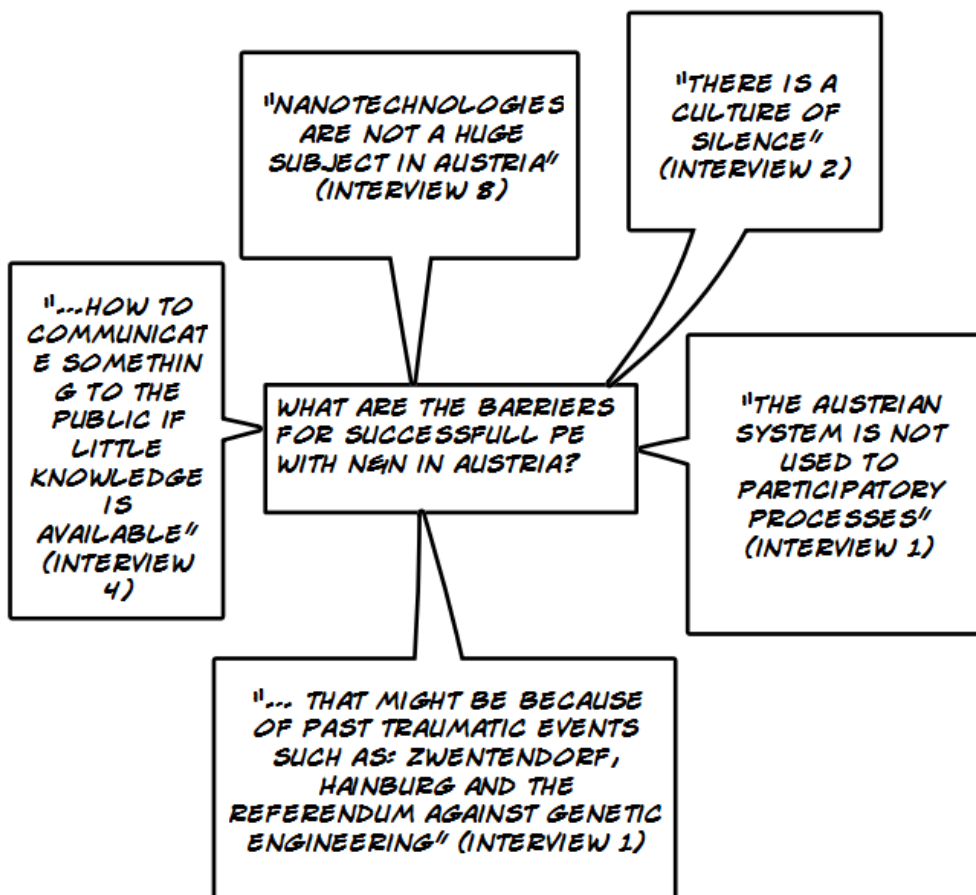 "NANOTECHNOLOGIES
ARE NOT A HUGE
SUBJECT IN AUSTRIA"
(INTERVIEW 8)
"THERE IS A
CULTURE OF
SILENCE"
(INTERVIEW 2)
"...HOW TO
COMMUNICAT
E SOMETHIN
G TO THE
PUBLIC IF
LITTLE
KNOWLEDGE
IS
AVAILABLE"
(INTERVIEW
4)
WHAT ARE THE BARRIERS
FOR SUCCESSFULL PE
WITH N&N IN AUSTRIA?
"THE AUSTRIAN
SYSTEM IS NOT
USED TO
PARTICIPATORY
PROCESSES"
(INTERVIEW 1)
"... THAT MIGHT BE BECAUSE
OF PAST TRAUMATIC EVENTS
SUCH AS: ZWENTENDORF,
HAINBURG AND THE
REFERENDUM AGAINST GENETIC
ENGINEERING" (INTERVIEW 1)